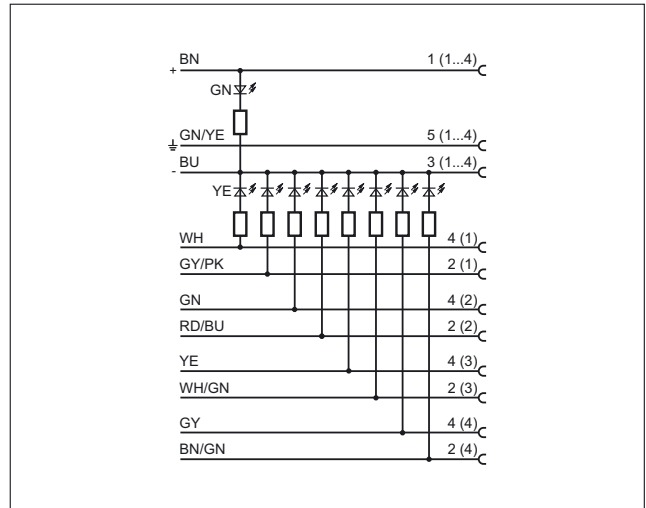 BN 1 (1...4)
+
GN
GN/YE 5 (1...4)
BU 3 (1...4)
-
YE
WH 4 (1)
GY/PK 2 (1)
GN 4 (2)
RD/BU 2 (2)
YE 4 (3)
WH/GN 2 (3)
GY 4 (4)
BN/GN 2 (4)